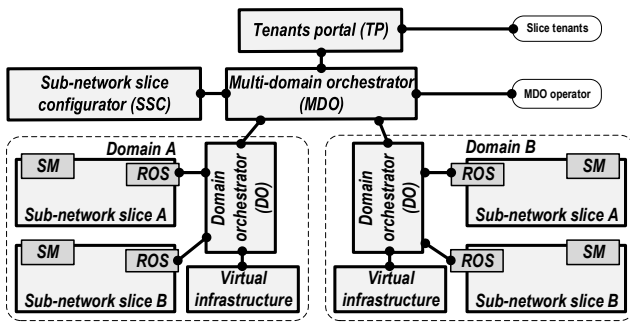 Tenants portal (TP)
Slice tenants
Sub-network slice
configurator (SSC)
Multi-domain orchestrator
(MDO)
MDO operator
Domain A
SM
ROS
Sub-network slice A
SM
ROS
Sub-network slice B
Domain
orchestrator
(DO)
Virtual
infrastructure
Domain B
Domain
orchestrator
(DO)
Virtual
infrastructure
SM
ROS
Sub-network slice A
SM
ROS
Sub-network slice B